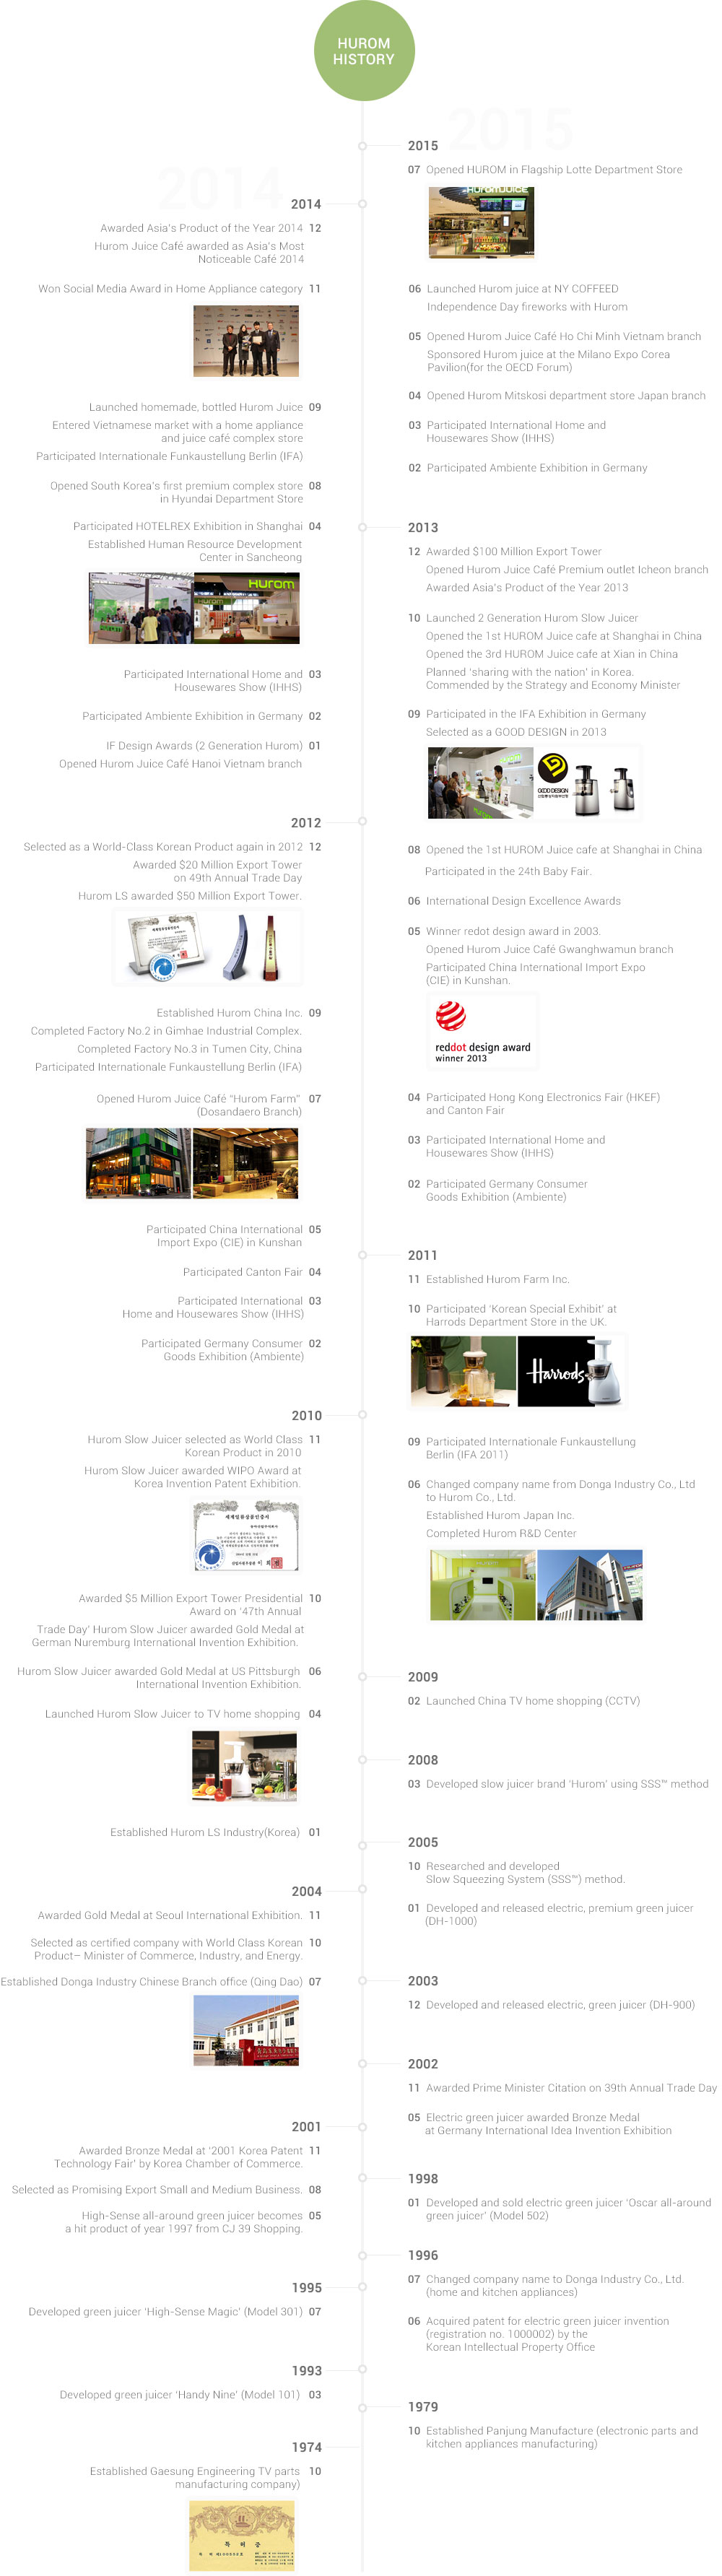 HUROM
HISTORY
2015
2015
07 Opened HUROM in Flagship Lotte Department Store
HUROMJUICE
06 Launched Hurom juice at NY COFFEED
Independence Day fireworks with Hurom
05 Opened Hurom Juice Café Ho Chi Minh Vietnam branch
Sponsored Hurom juice at the Milano Expo Corea
Pavilion(for the OECD Forum)
04 Opened Hurom Mitskosi department store Japan branch
03 Participated International Home and
Housewares Show (IHHS)
02 Participated Ambiente Exhibition in Germany
2014
2014
Awarded Asia's Product of the Year 2014 12
Hurom Juice Café awarded as Asia's Most
Noticeable Café 2014
Won Social Media Award in Home Appliance category 11
Launched homemade, bottled Hurom Juice 09
Entered Vietnamese market with a home appliance
and juice café complex store
Participated Internationale Funkaustellung Berlin (IFA)
Opened South Korea's first premium complex store 08
in Hyundai Department Store
Participated HOTELREX Exhibition in Shanghai 04
Established Human Resource Development
Center in Sancheong
Hurom
hurom
Participated International Home and 03
Housewares Show (IHHS)
Participated Ambiente Exhibition in Germany 02
IF Design Awards (2 Generation Hurom) 01
Opened Hurom Juice Café Hanoi Vietnam branch
2013
12 Awarded $100 Million Export Tower
Opened Hurom Juice Café Premium outlet Icheon branch
Awarded Asia's Product of the Year 2013
10 Launched 2 Generation Hurom Slow Juicer
Opened the 1st HUROM Juice cafe at Shanghai in China
Opened the 3rd HUROM Juice cafe at Xian in China
Planned 'sharing with the nation' in Korea.
Commended by the Strategy and Economy Minister
09 Participated in the IFA Exhibition in Germany
Selected as a GOOD DESIGN in 2013
GOOD DESIGN
08 Opened the 1st HUROM Juice cafe at Shanghai in China
Participated in the 24th Baby Fair.
06 International Design Excellence Awards
05 Winner redot design award in 2003.
Opened Hurom Juice Café Gwanghwamun branch
Participated China International Import Expo
(CIE) in Kunshan.
reddot design award
winner 2013
04 Participated Hong Kong Electronics Fair (HKEF)
and Canton Fair
03 Participated International Home and
Housewares Show (IHHS)
02 Participated Germany Consumer
Goods Exhibition (Ambiente)
2012
Selected as a World-Class Korean Product again in 2012 12
Awarded $20 Million Export Tower
on 49th Annual Trade Day
Hurom LS awarded $50 Million Export Tower.
Established Hurom China Inc. 09
Completed Factory No.2 in Gimhae Industrial Complex.
Completed Factory No.3 in Tumen City, China
Participated Internationale Funkaustellung Berlin (IFA)
Opened Hurom Juice Café "Hurom Farm" 07
(Dosandaero Branch)
Participated China International 05
Import Expo (CIE) in Kunshan
Participated Canton Fair 04
Participated International 03
Home and Housewares Show (IHHS)
Participated Germany Consumer 02
Goods Exhibition (Ambiente)
2011
11 Established Hurom Farm Inc.
10 Participated 'Korean Special Exhibit' at
Harrods Department Store in the UK.
Harrods
09 Participated Internationale Funkaustellung
Berlin (IFA 2011)
06 Changed company name from Donga Industry Co., Ltd
to Hurom Co., Ltd.
Established Hurom Japan Inc.
Completed Hurom R&D Center
2010
Hurom Slow Juicer selected as World Class 11
Korean Product in 2010
Hurom Slow Juicer awarded WIPO Award at
Korea Invention Patent Exhibition.
세계일류상품인증서
Awarded $5 Million Export Tower Presidential 10
Award on '47th Annual
Trade Day' Hurom Slow Juicer awarded Gold Medal at
German Nuremburg International Invention Exhibition.
Hurom Slow Juicer awarded Gold Medal at US Pittsburgh 06
International Invention Exhibition.
Launched Hurom Slow Juicer to TV home shopping 04
Established Hurom LS Industry(Korea) 01
2009
02 Launched China TV home shopping (CCTV)
2008
03 Developed slow juicer brand 'Hurom' using SSS™ method
2005
10 Researched and developed
Slow Squeezing System (SSS™) method.
01 Developed and released electric, premium green juicer
(DH-1000)
2004
Awarded Gold Medal at Seoul International Exhibition. 11
Selected as certified company with World Class Korean 10
Product– Minister of Commerce, Industry, and Energy.
Established Donga Industry Chinese Branch office (Qing Dao) 07
2003
12 Developed and released electric, green juicer (DH-900)
2002
11 Awarded Prime Minister Citation on 39th Annual Trade Day
05 Electric green juicer awarded Bronze Medal
at Germany International Idea Invention Exhibition
2001
Awarded Bronze Medal at '2001 Korea Patent 11
Technology Fair' by Korea Chamber of Commerce.
Selected as Promising Export Small and Medium Business. 08
High-Sense all-around green juicer becomes 05
a hit product of year 1997 from CJ 39 Shopping.
1998
01 Developed and sold electric green juicer 'Oscar all-around
green juicer' (Model 502)
1996
07 Changed company name to Donga Industry Co., Ltd.
(home and kitchen appliances)
06 Acquired patent for electric green juicer invention
(registration no. 1000002) by the
Korean Intellectual Property Office
1995
Developed green juicer 'High-Sense Magic' (Model 301) 07
1993
Developed green juicer 'Handy Nine' (Model 101) 03
1979
10 Established Panjung Manufacture (electronic parts and
kitchen appliances manufacturing)
1974
Established Gaesung Engineering TV parts 10
manufacturing company)
특 허 증